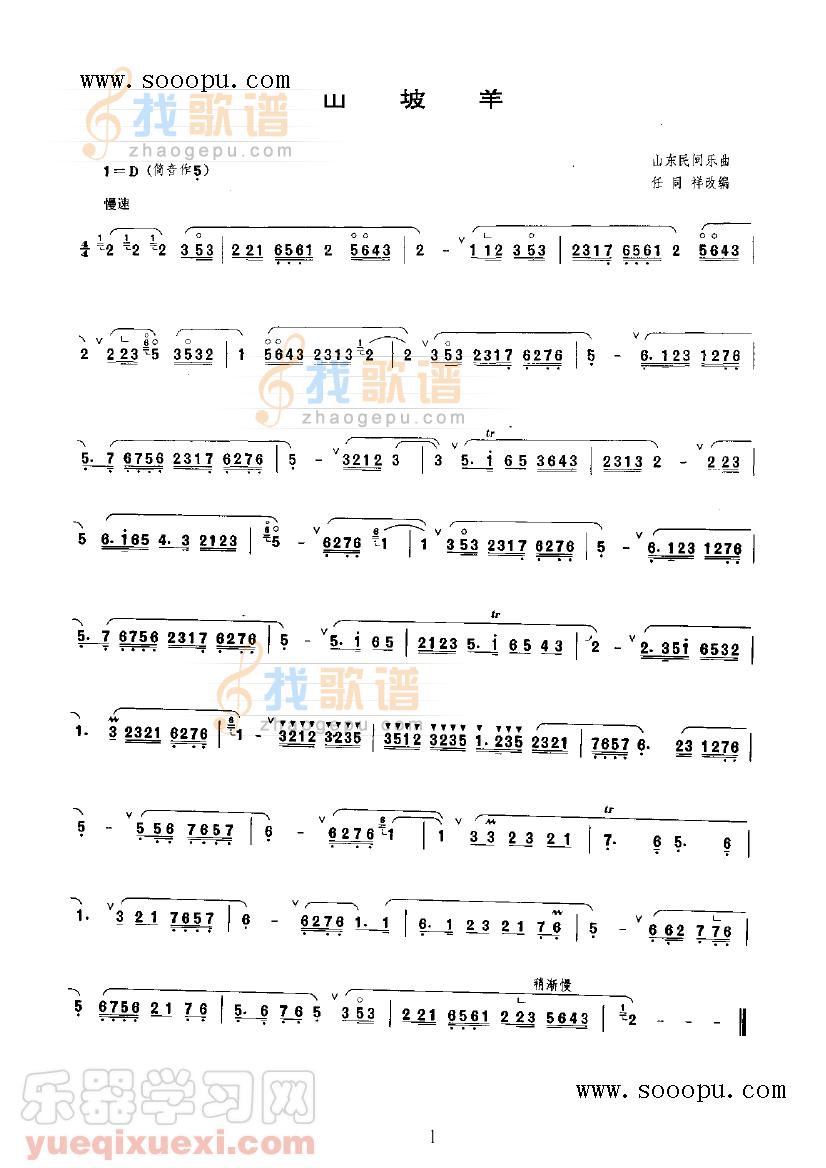 www.sooopu.com
山 坡 羊
找歌谱
zhaogepu.com
1=D (筒音作5)
山东民间乐曲
任同祥改编
慢速
4/4 2 2 2 3 5 3 | 2 2 1 6 5 6 1 2 5 6 4 3 | 2 - 1 1 2 3 5 3 | 2 3 1 7 6 5 6 1 2 5 6 4 3 |
2 2 2 3 5 3 5 3 2 | 1 5 6 4 3 2 3 1 3 2 | 2 3 5 3 2 3 1 7 6 2 7 6 | 5 - 6. 1 2 3 1 2 7 6 |
找歌谱
zhaogepu.com
5. 7 6 7 5 6 2 3 1 7 6 2 7 6 | 5 - 3 2 1 2 3 | 3 5. i 6 5 3 6 4 3 | 2 3 1 3 2 - 2 2 3 |
tr
5 6. i 6 5 4. 3 2 1 2 3 | 5 - 6 2 7 6 1 | 1 3 5 3 2 3 1 7 6 2 7 6 | 5 - 6. 1 2 3 1 2 7 6 |
tr
5. 7 6 7 5 6 2 3 1 7 6 2 7 6 | 5 - 5. i 6 5 | 2 1 2 3 5. i 6 5 4 3 | 2 - 2. 3 5 i 6 5 3 2 |
找歌谱
zhaogepu.com
1. 3 2 3 2 1 6 2 7 6 | 1 - 3 2 1 2 3 2 3 5 | 3 5 1 2 3 2 3 5 1. 2 3 5 2 3 2 1 | 7 6 5 7 6. 2 3 1 2 7 6 |
tr
5 - 5 5 6 7 6 5 7 | 6 - 6 2 7 6 1 | 1 3 3 2 3 2 1 | 7. 6 5. 6 |
1. 3 2 1 7 6 5 7 | 6 - 6 2 7 6 1. 1 | 6. 1 2 3 2 1 7 6 | 5 - 6 6 2 7 7 6 |
稍渐慢
5 6 7 5 6 2 1 7 6 | 5. 6 7 6 5 3 5 3 | 2 2 1 6 5 6 1 2 2 3 5 6 4 3 | 2 - - - ‖
乐器学习网
yueqixuexi.com
www.sooopu.com
1